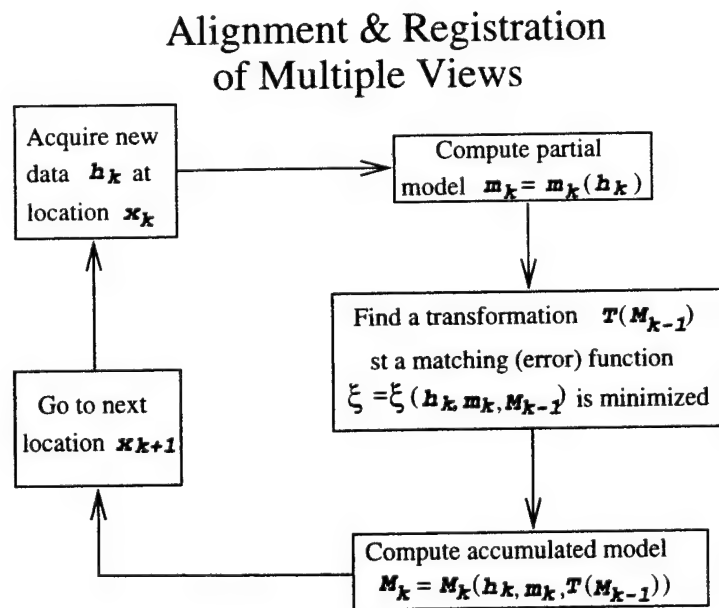 Alignment & Registration
of Multiple Views
Acquire new
data h_k at
location x_k
Compute partial
model m_k = m_k(h_k)
Find a transformation T(M_{k-1})
st a matching (error) function
ξ = ξ(h_k, m_k, M_{k-1}) is minimized
Go to next
location x_{k+1}
Compute accumulated model
M_k = M_k(h_k, m_k, T(M_{k-1}))